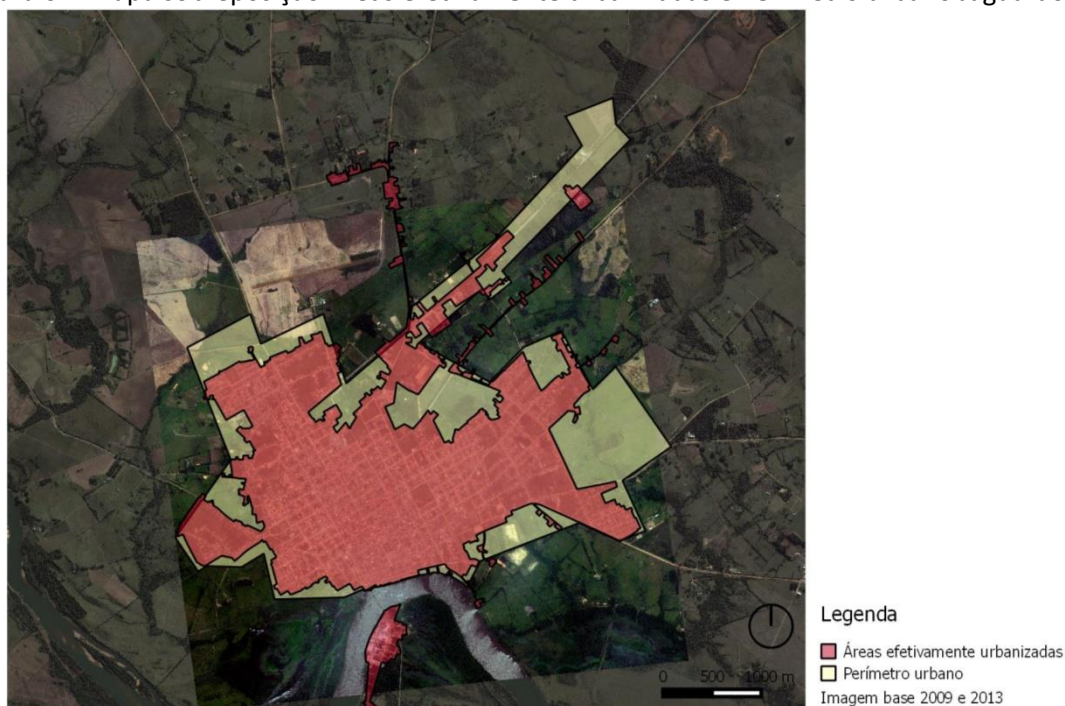 0 500 1000 m
Legenda
Áreas efetivamente urbanizadas
Perímetro urbano
Imagem base 2009 e 2013